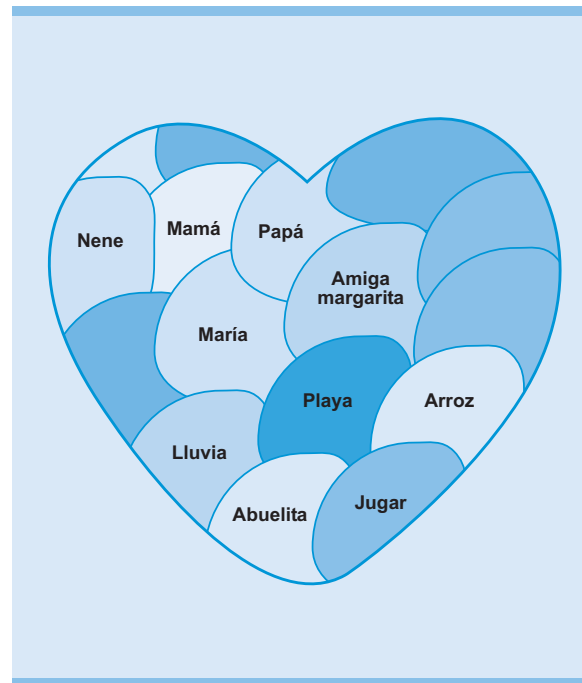 Nene
Mamá
Papá
Amiga
margarita
María
Playa
Arroz
Lluvia
Jugar
Abuelita